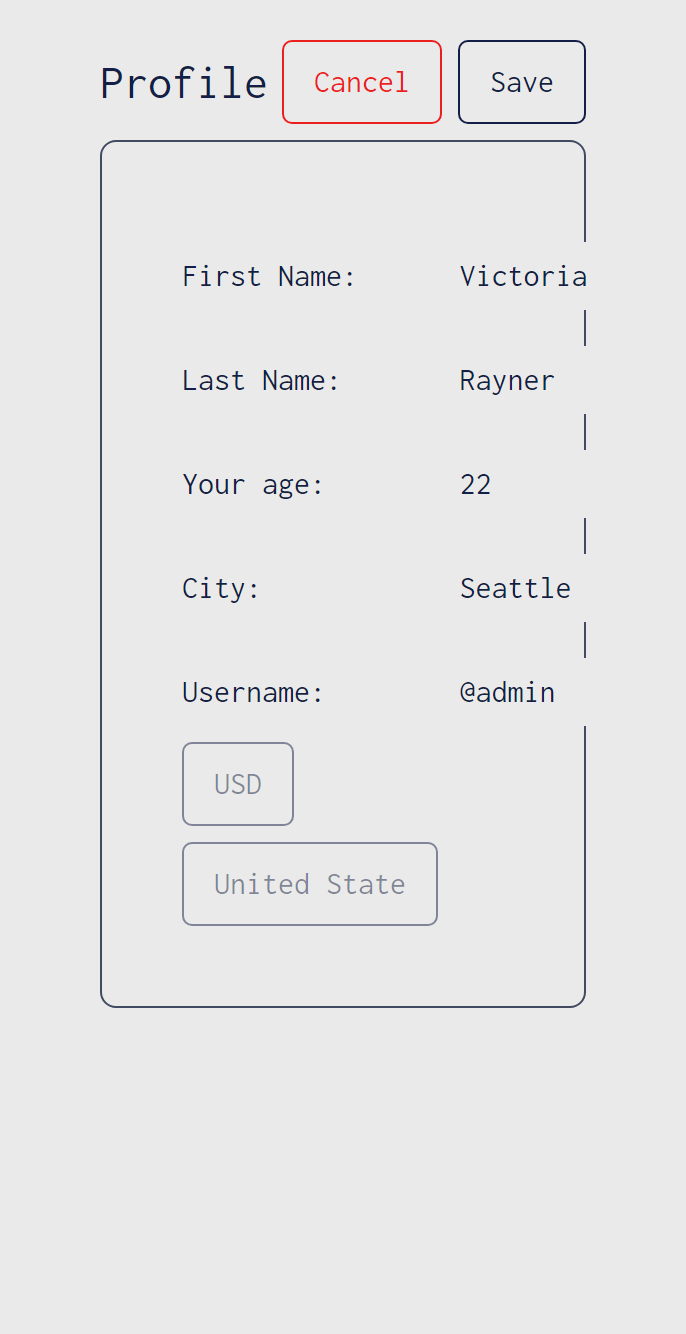 Profile Cancel Save
First Name: Victoria
Last Name: Rayner
Your age: 22
City: Seattle
Username: @admin
USD
United State